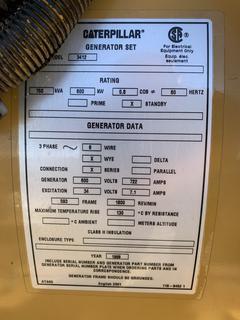 CATERPILLAR
GENERATOR SET
MODEL 3412
SA
For Electrical
Equipment Only
Equip. élec.
seulement
RATING
750 KVA 600 KW 0.8 COS ⌀ 60 HERTZ
PRIME X STANDBY
GENERATOR DATA
3 PHASE ~ 6 WIRE
X WYE DELTA
CONNECTION X SERIES PARALLEL
GENERATOR 600 VOLTS 722 AMPS
EXCITATION 34 VOLTS 7.1 AMPS
593 FRAME 1800 REV/MIN
MAXIMUM TEMPERATURE RISE 130 °C BY RESISTANCE
°C AMBIENT METERS ALTITUDE
CLASS H INSULATION
ENCLOSURE TYPE
YEAR 1999
INCLUDE SERIAL NUMBER AND GENERATOR PART NUMBER FROM
GENERATOR SERIAL NUMBER PLATE WHEN ORDERING PARTS AND IN
CORRESPONDENCE.
GENERATOR FRAME SHOULD BE GROUNDED.
English 2001